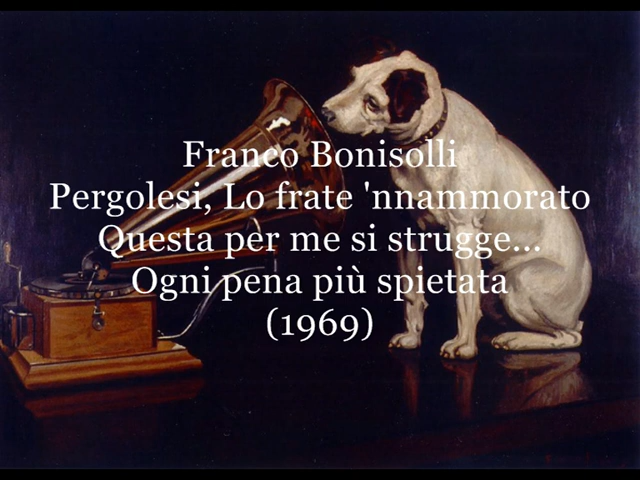 Franco Bonisolli
Pergolesi, Lo frate 'nnammorato
Questa per me si strugge...
Ogni pena più spietata
(1969)